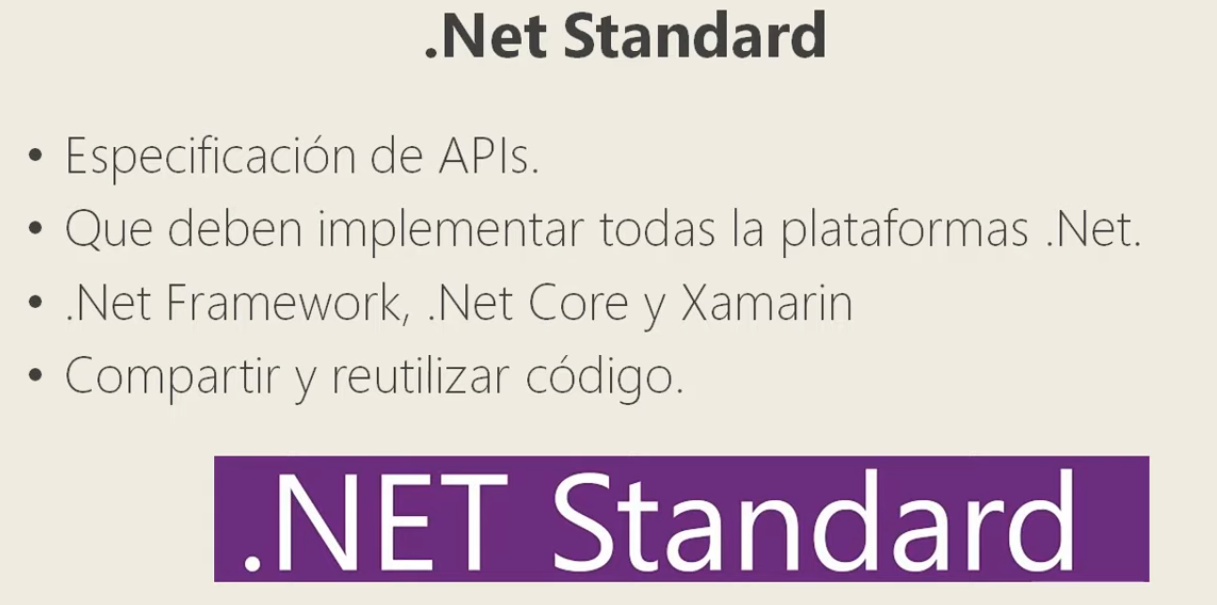 .Net Standard
• Especificación de APIs.
• Que deben implementar todas la plataformas .Net.
• .Net Framework, .Net Core y Xamarin
• Compartir y reutilizar código.
.NET Standard